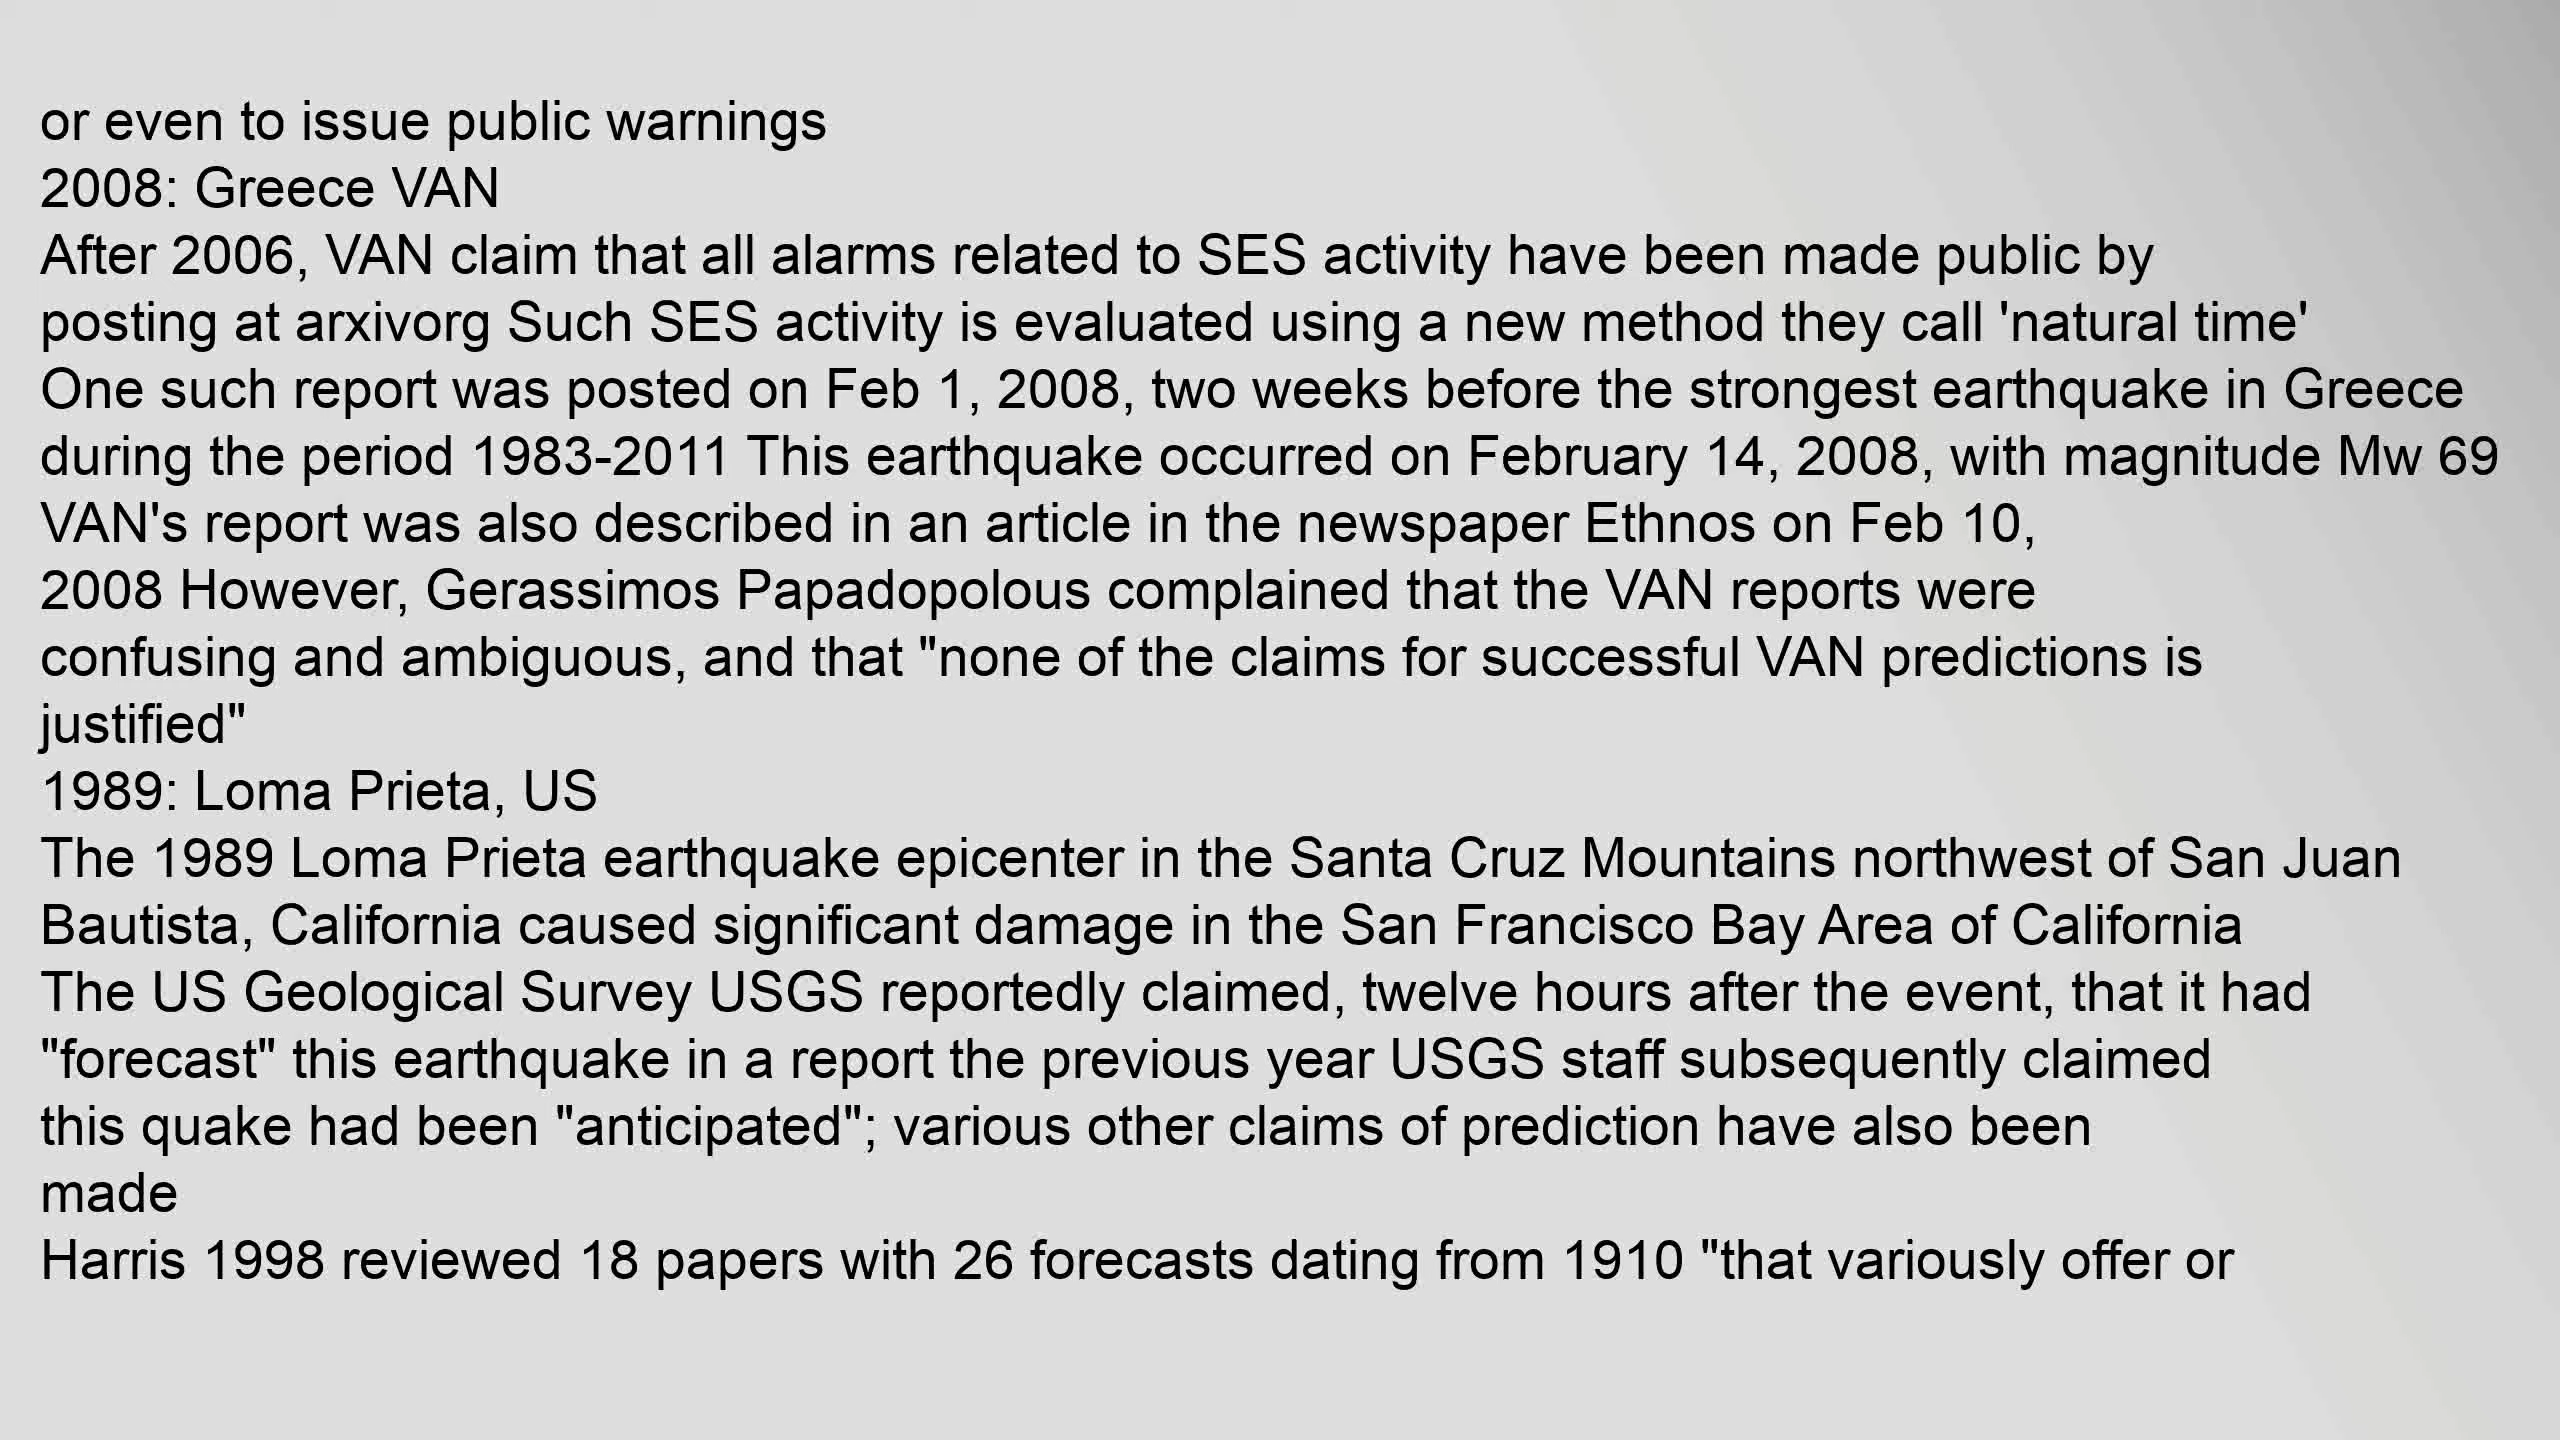 or even to issue public warnings
2008: Greece VAN
After 2006, VAN claim that all alarms related to SES activity have been made public by
posting at arxivorg Such SES activity is evaluated using a new method they call 'natural time'
One such report was posted on Feb 1, 2008, two weeks before the strongest earthquake in Greece
during the period 1983-2011 This earthquake occurred on February 14, 2008, with magnitude Mw 69
VAN's report was also described in an article in the newspaper Ethnos on Feb 10,
2008 However, Gerassimos Papadopolous complained that the VAN reports were
confusing and ambiguous, and that "none of the claims for successful VAN predictions is
justified"
1989: Loma Prieta, US
The 1989 Loma Prieta earthquake epicenter in the Santa Cruz Mountains northwest of San Juan
Bautista, California caused significant damage in the San Francisco Bay Area of California
The US Geological Survey USGS reportedly claimed, twelve hours after the event, that it had
"forecast" this earthquake in a report the previous year USGS staff subsequently claimed
this quake had been "anticipated"; various other claims of prediction have also been
made
Harris 1998 reviewed 18 papers with 26 forecasts dating from 1910 "that variously offer or